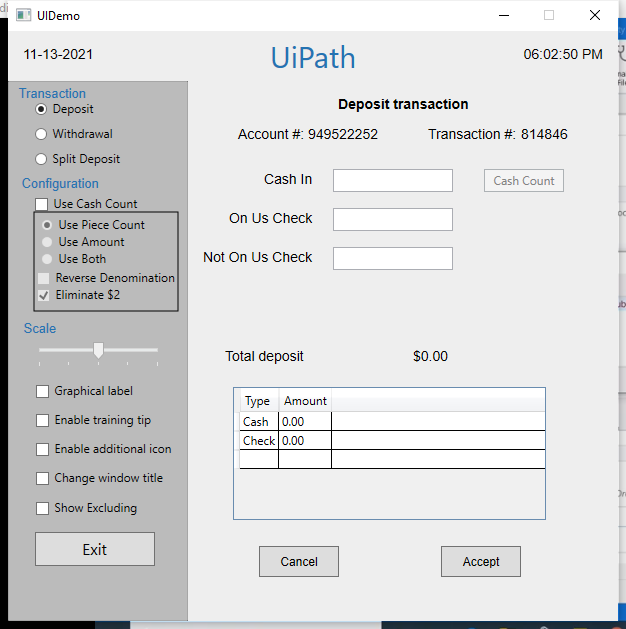 UIDemo
11-13-2021
UiPath
06:02:50 PM
Transaction
Deposit
Withdrawal
Split Deposit
Configuration
Use Cash Count
Use Piece Count
Use Amount
Use Both
Reverse Denomination
Eliminate $2
Scale
Graphical label
Enable training tip
Enable additional icon
Change window title
Show Excluding
Exit
Deposit transaction
Account #: 949522252 Transaction #: 814846
Cash In
Cash Count
On Us Check
Not On Us Check
Total deposit $0.00
Type Amount
Cash 0.00
Check 0.00
Cancel Accept